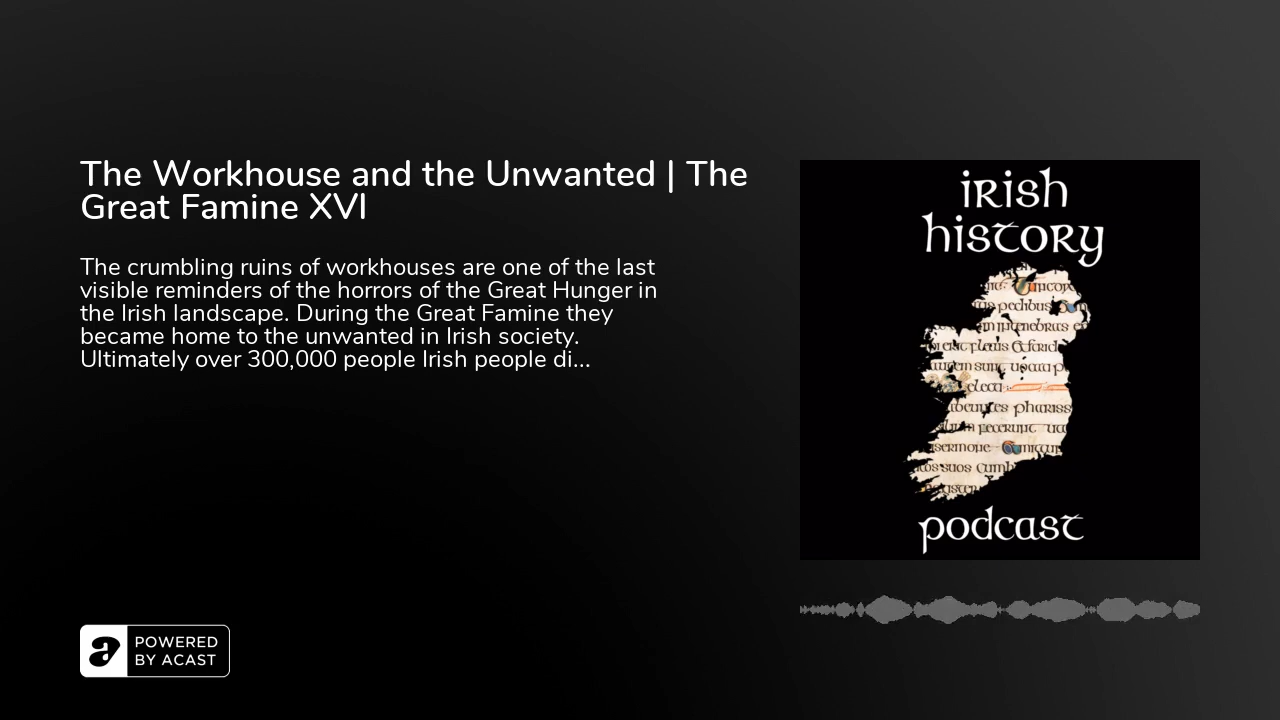 The Workhouse and the Unwanted | The
Great Famine XVI
The crumbling ruins of workhouses are one of the last
visible reminders of the horrors of the Great Hunger in
the Irish landscape. During the Great Famine they
became home to the unwanted in Irish society.
Ultimately over 300,000 people Irish people di...
irish
history
podcast
POWERED
BY ACAST